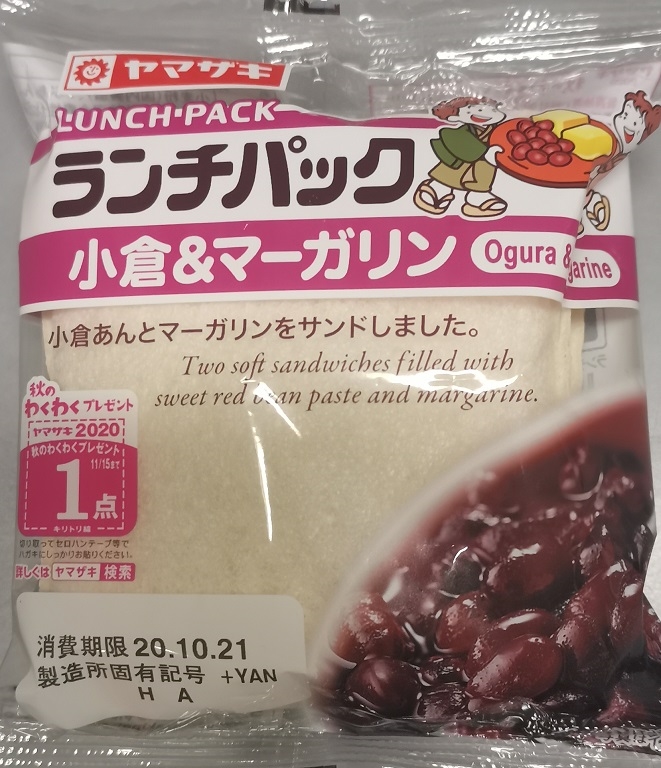 ヤマザキ
LUNCH・PACK
ランチパック
小倉&マーガリン Ogura & garine
小倉あんとマーガリンをサンドしました。
Two soft sandwiches filled with
sweet red bean paste and margarine.
秋の
わくわくプレゼント
ヤマザキ 2020
秋のわくわくプレゼント
11/15まで
1点
キリトリ線
切り取ってセロハンテープ等で
ハガキにしっかりお貼りください。
詳しくは ヤマザキ 検索
消費期限 20.10.21
製造所固有記号 +YAN
H A